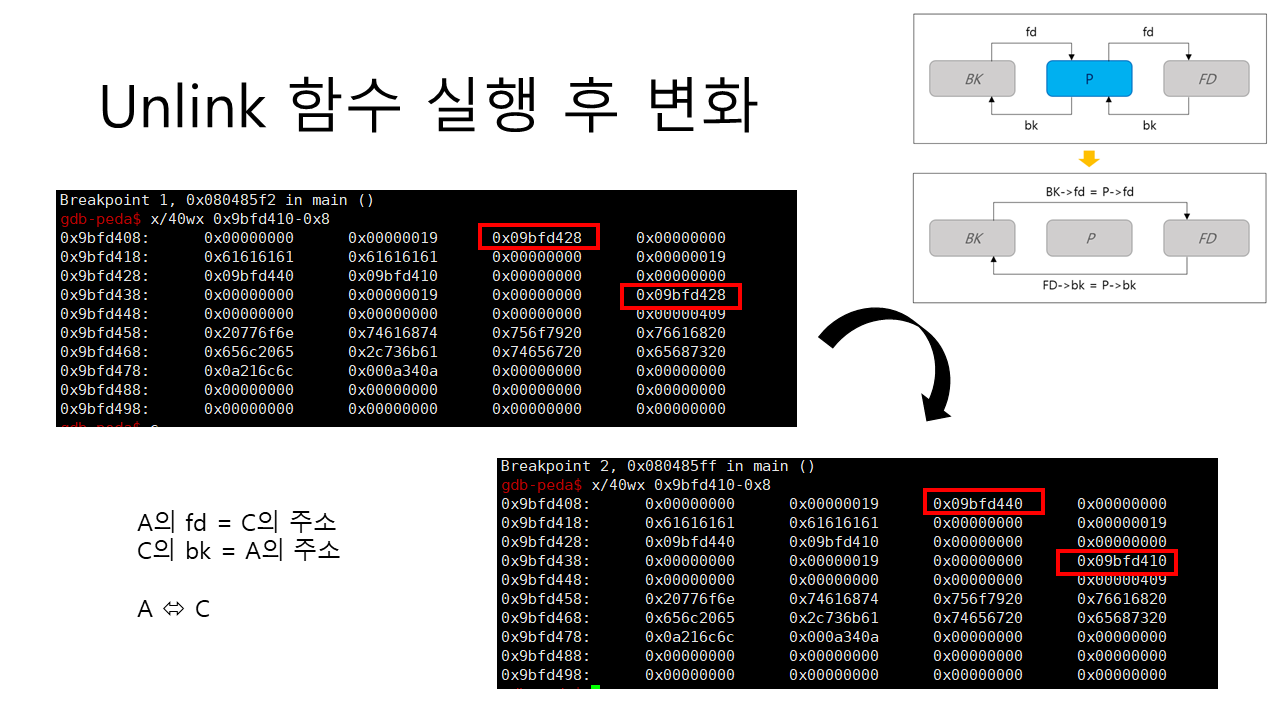 Unlink 함수 실행 후 변화
fd fd
BK P FD
bk bk
BK->fd = P->fd
BK P FD
FD->bk = P->bk
Breakpoint 1, 0x080485f2 in main ()
gdb-peda$ x/40wx 0x9bfd410-0x8
0x9bfd408: 0x00000000 0x00000019 0x09bfd428 0x00000000
0x9bfd418: 0x61616161 0x61616161 0x00000000 0x00000019
0x9bfd428: 0x09bfd440 0x09bfd410 0x00000000 0x00000000
0x9bfd438: 0x00000000 0x00000019 0x00000000 0x09bfd428
0x9bfd448: 0x00000000 0x00000000 0x00000000 0x00000409
0x9bfd458: 0x20776f6e 0x74616874 0x756f7920 0x76616820
0x9bfd468: 0x656c2065 0x2c736b61 0x74656720 0x65687320
0x9bfd478: 0x0a216c6c 0x000a340a 0x00000000 0x00000000
0x9bfd488: 0x00000000 0x00000000 0x00000000 0x00000000
0x9bfd498: 0x00000000 0x00000000 0x00000000 0x00000000
A의 fd = C의 주소
C의 bk = A의 주소
A ⇔ C
Breakpoint 2, 0x080485ff in main ()
gdb-peda$ x/40wx 0x9bfd410-0x8
0x9bfd408: 0x00000000 0x00000019 0x09bfd440 0x00000000
0x9bfd418: 0x61616161 0x61616161 0x00000000 0x00000019
0x9bfd428: 0x09bfd440 0x09bfd410 0x00000000 0x00000000
0x9bfd438: 0x00000000 0x00000019 0x00000000 0x09bfd410
0x9bfd448: 0x00000000 0x00000000 0x00000000 0x00000409
0x9bfd458: 0x20776f6e 0x74616874 0x756f7920 0x76616820
0x9bfd468: 0x656c2065 0x2c736b61 0x74656720 0x65687320
0x9bfd478: 0x0a216c6c 0x000a340a 0x00000000 0x00000000
0x9bfd488: 0x00000000 0x00000000 0x00000000 0x00000000
0x9bfd498: 0x00000000 0x00000000 0x00000000 0x00000000